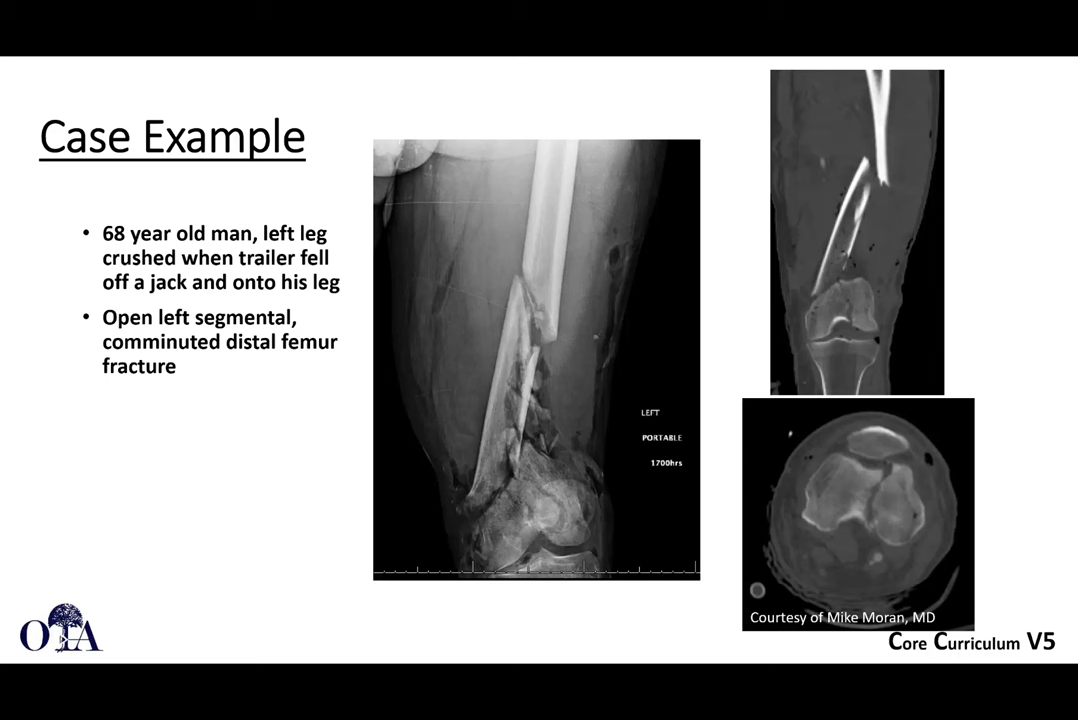 Case Example
• 68 year old man, left leg
crushed when trailer fell
off a jack and onto his leg
• Open left segmental,
comminuted distal femur
fracture
LEFT
PORTABLE
1700hrs
Courtesy of Mike Moran, MD
OTA
Core Curriculum V5